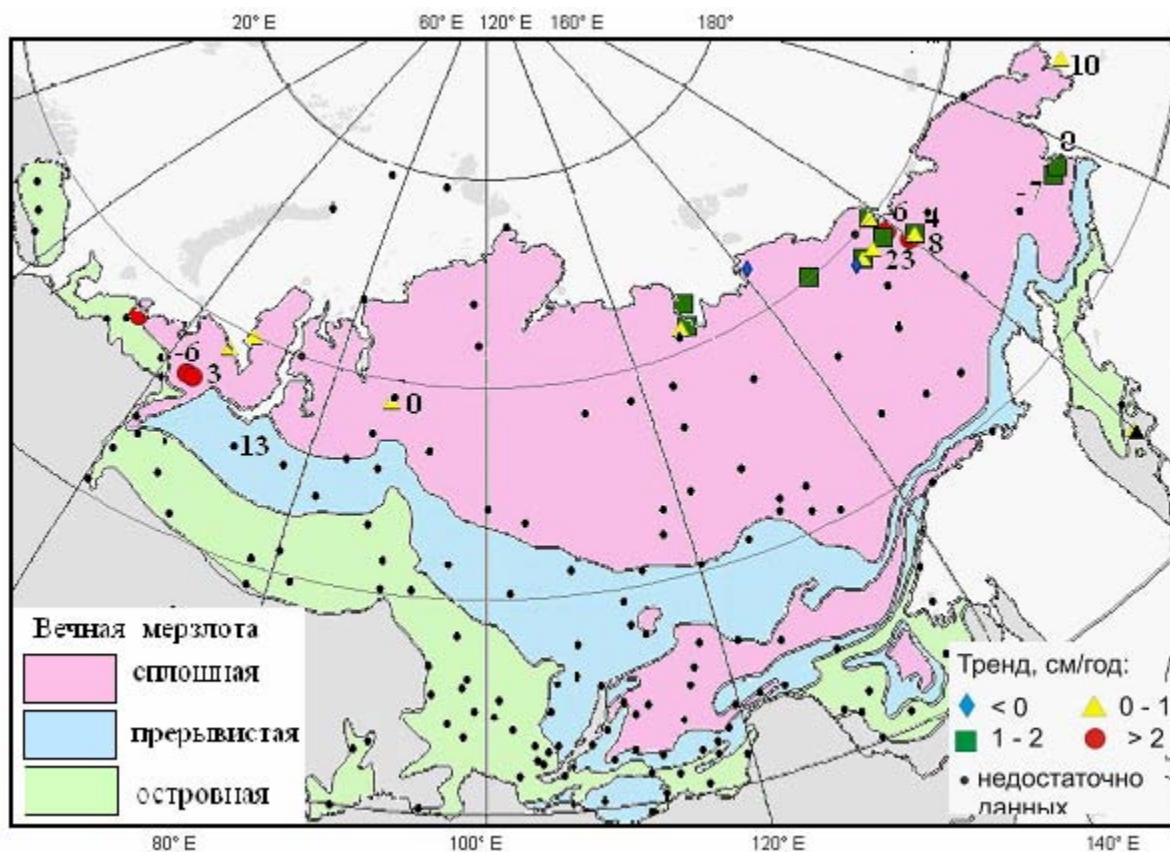 20° E 60° E 120° E 160° E 180°
10
9
-7
-6 4
8
23
-6
3
0
13
Вечная мерзлота
сплошная
прерывистая
островная
Тренд, см/год:
< 0 0 - 1
1 - 2 > 2
недостаточно
данных
80° E 100° E 120° E 140° E